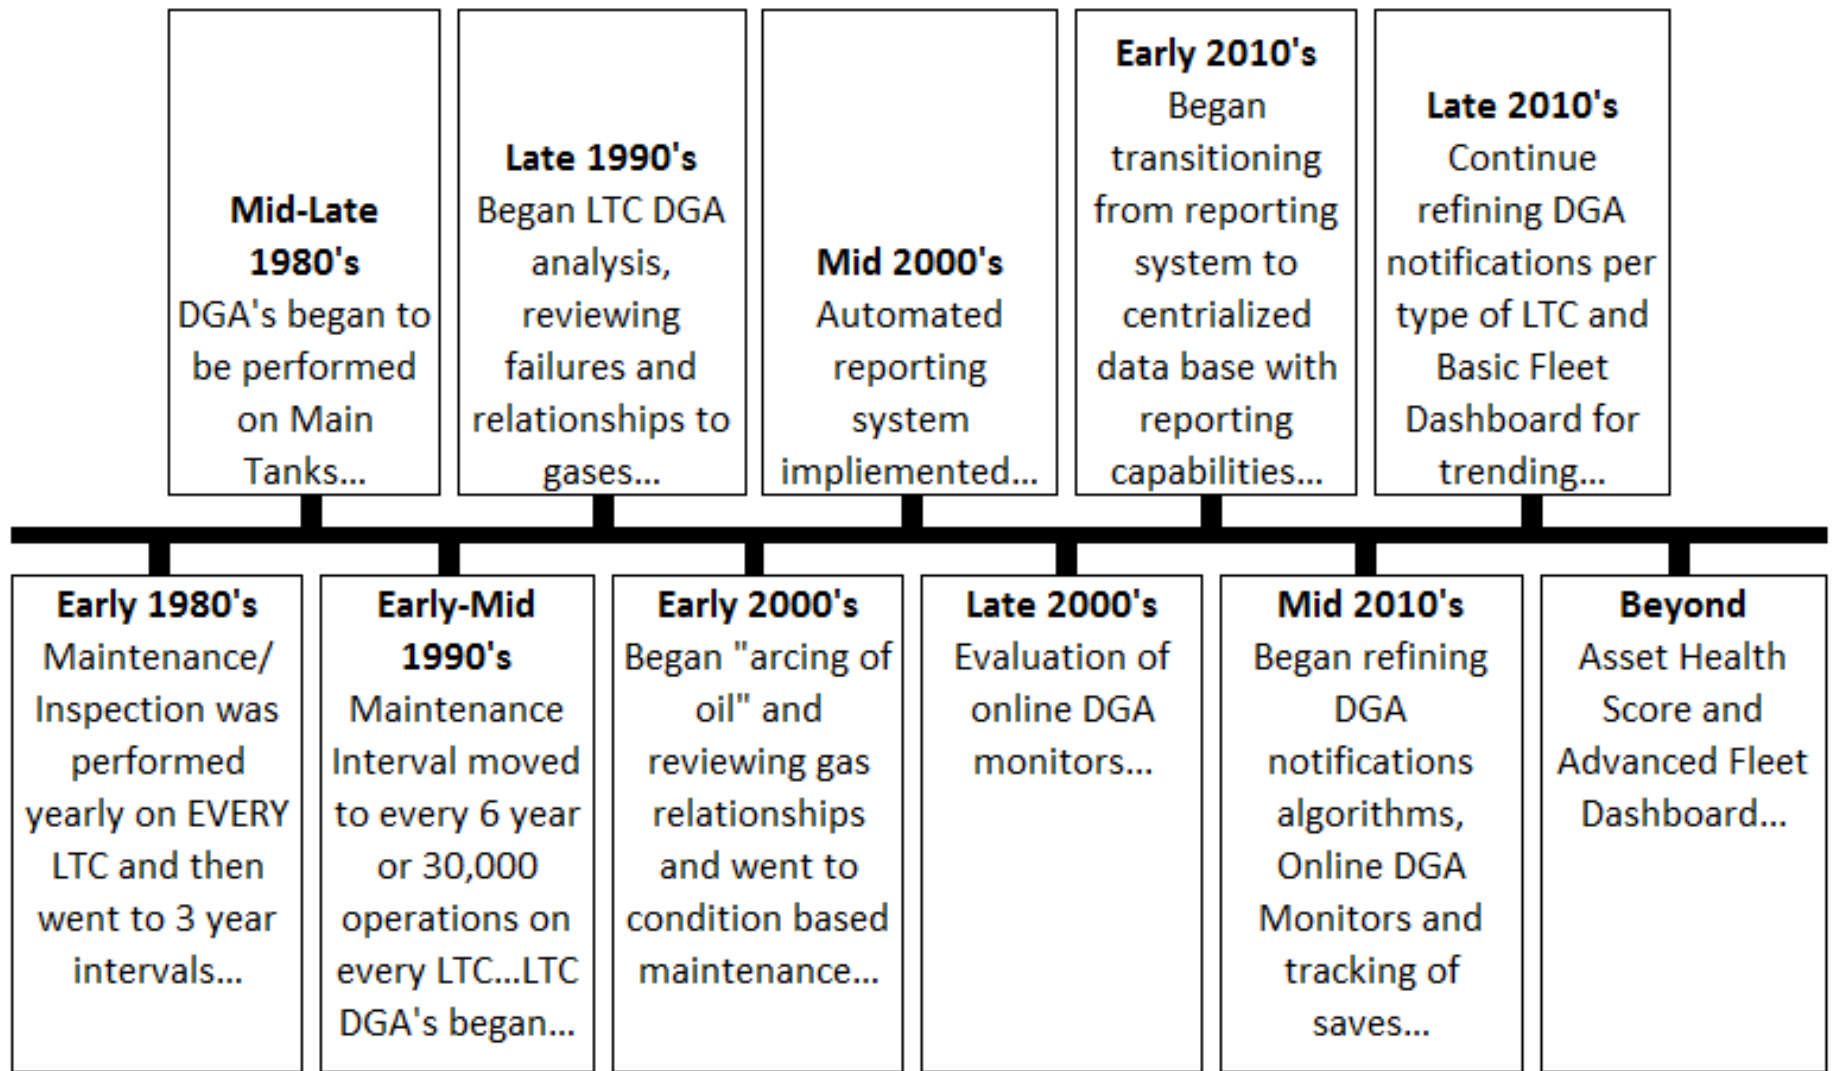 Mid-Late
1980's
DGA's began to
be performed
on Main
Tanks...
Late 1990's
Began LTC DGA
analysis,
reviewing
failures and
relationships to
gases...
Mid 2000's
Automated
reporting
system
impliemented...
Early 2010's
Began
transitioning
from reporting
system to
centrialized
data base with
reporting
capabilities...
Late 2010's
Continue
refining DGA
notifications per
type of LTC and
Basic Fleet
Dashboard for
trending...
Early 1980's
Maintenance/
Inspection was
performed
yearly on EVERY
LTC and then
went to 3 year
intervals...
Early-Mid
1990's
Maintenance
Interval moved
to every 6 year
or 30,000
operations on
every LTC...LTC
DGA's began...
Early 2000's
Began "arcing of
oil" and
reviewing gas
relationships
and went to
condition based
maintenance...
Late 2000's
Evaluation of
online DGA
monitors...
Mid 2010's
Began refining
DGA
notifications
algorithms,
Online DGA
Monitors and
tracking of
saves...
Beyond
Asset Health
Score and
Advanced Fleet
Dashboard...